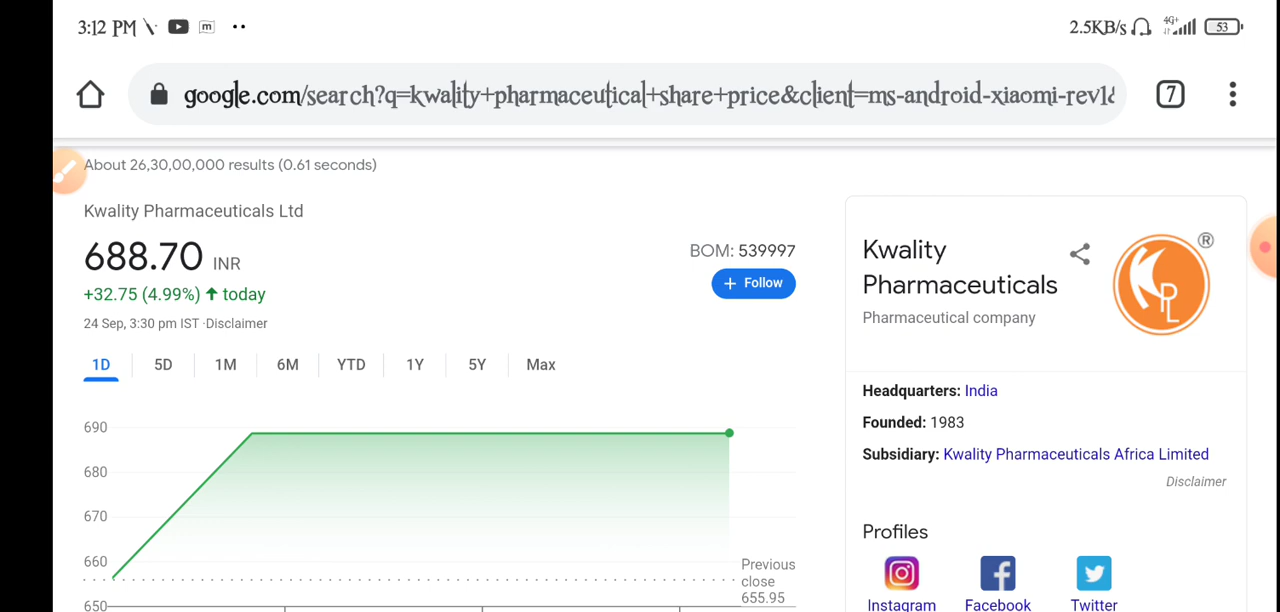 3:12 PM
m
2.5KB/s 4G+ 53
google.com/search?q=kwality+pharmaceutical+share+price&client=ms-android-xiaomi-rev1&
7
About 26,30,00,000 results (0.61 seconds)
Kwality Pharmaceuticals Ltd
688.70 INR
BOM: 539997
+ Follow
+32.75 (4.99%) ↑ today
24 Sep, 3:30 pm IST ·Disclaimer
1D 5D 1M 6M YTD 1Y 5Y Max
690
680
670
660
650
Previous
close
655.95
Kwality
Pharmaceuticals
Pharmaceutical company
KPL ®
Headquarters: India
Founded: 1983
Subsidiary: Kwality Pharmaceuticals Africa Limited
Disclaimer
Profiles
Instagram Facebook Twitter